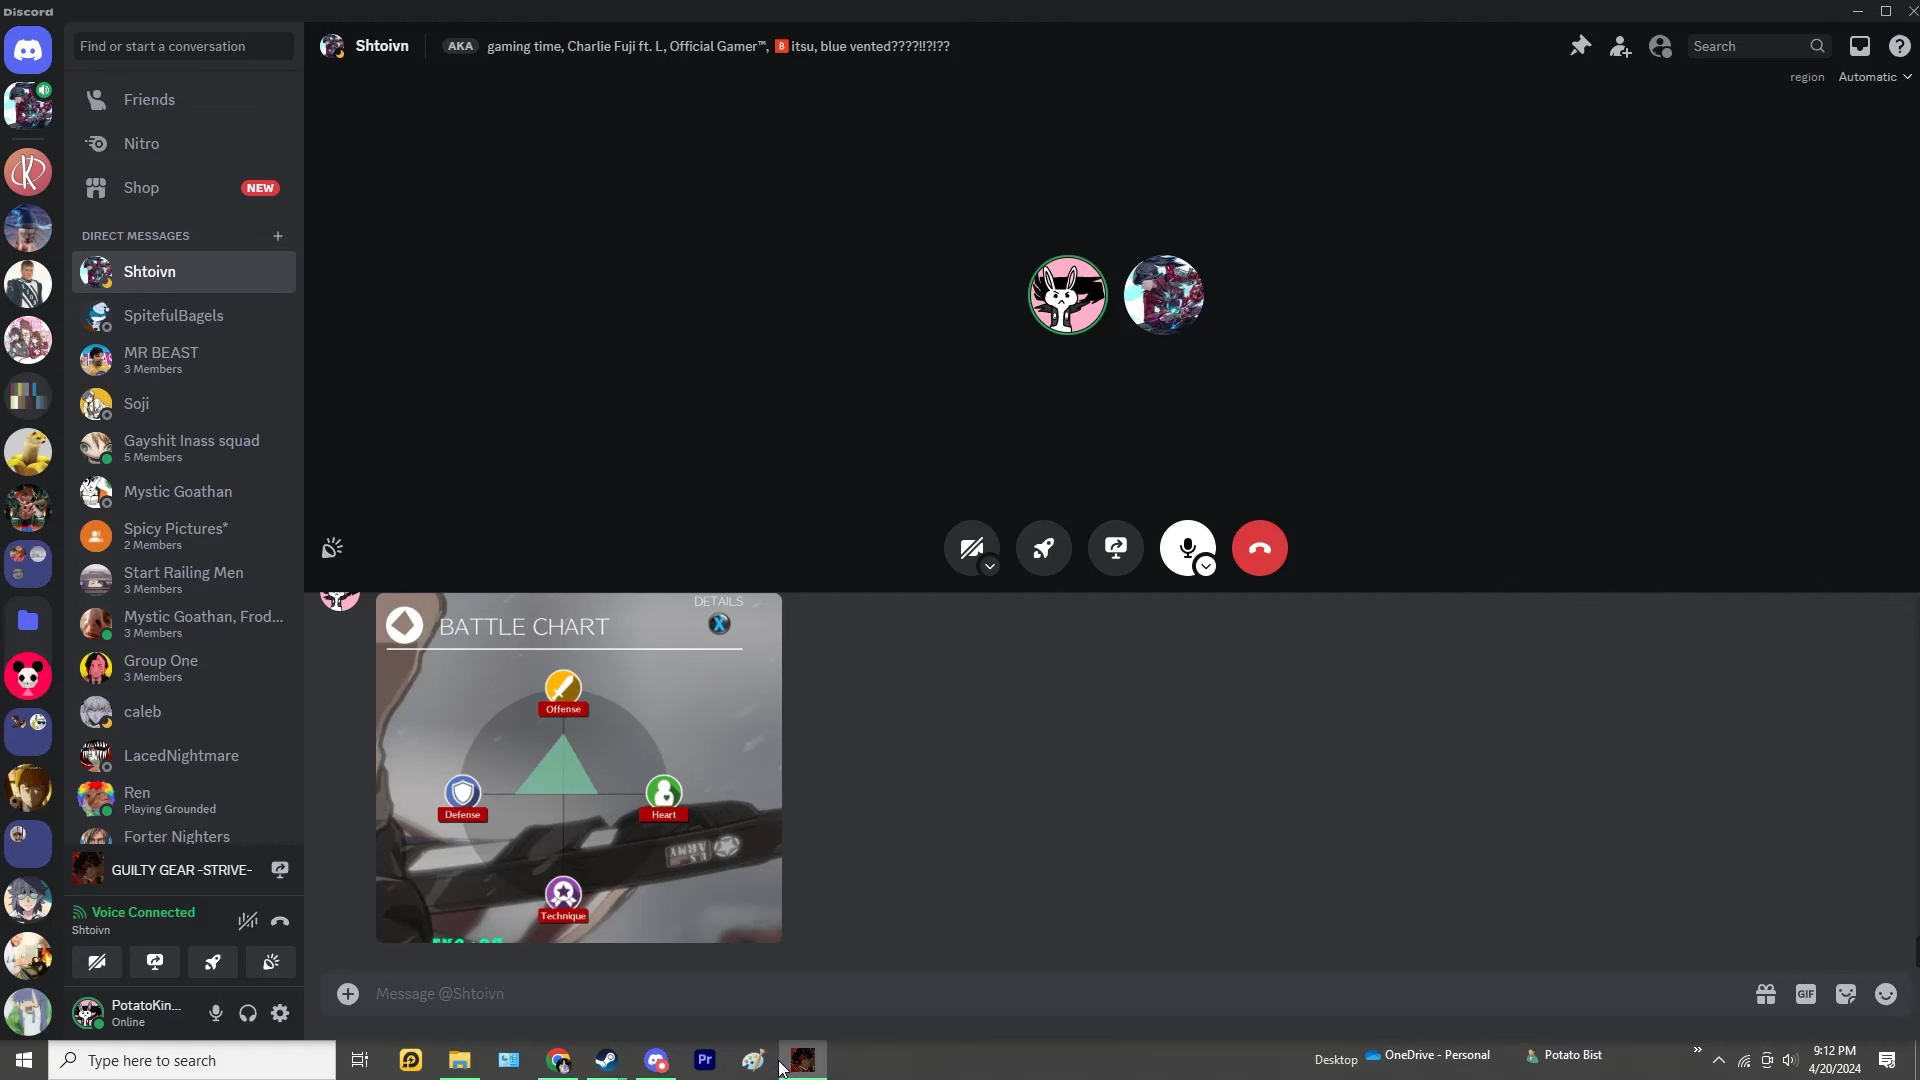 Discord
Find or start a conversation
Friends
Nitro
Shop
NEW
DIRECT MESSAGES
Shtoivn
SpitefulBagels
MR BEAST
3 Members
Soji
Gayshit Inass squad
5 Members
Mystic Goathan
Spicy Pictures*
2 Members
Start Railing Men
3 Members
Mystic Goathan, Frod...
3 Members
Group One
3 Members
caleb
LacedNightmare
Ren
Playing Grounded
Forter Nighters
GUILTY GEAR -STRIVE-
Voice Connected
Shtoivn
PotatoKin...
Online
Shtoivn
AKA gaming time, Charlie Fuji ft. L, Official Gamer™, 🅱itsu, blue vented????!!?!??
Search
region Automatic
DETAILS
X
BATTLE CHART
Offense
Defense
Heart
Technique
U.S ARMY
Message @Shtoivn
GIF
Type here to search
Pr
Desktop
OneDrive - Personal
Potato Bist
9:12 PM
4/20/2024